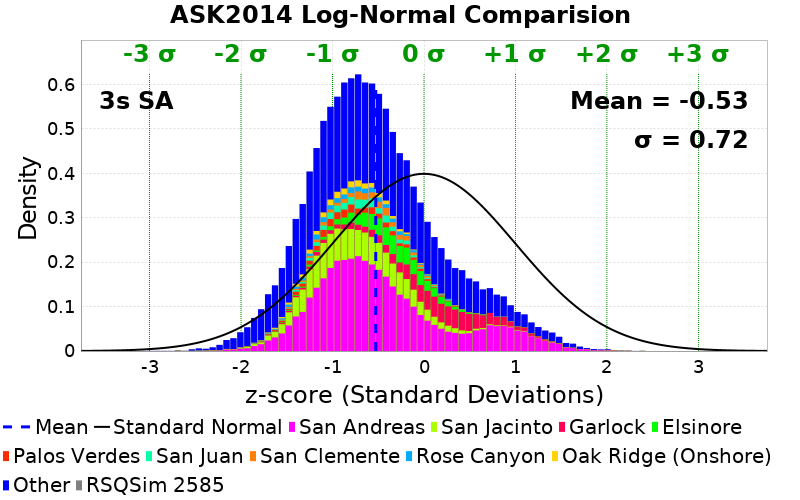 ASK2014 Log-Normal Comparision
-3 σ -2 σ -1 σ 0 σ +1 σ +2 σ +3 σ
3s SA
Mean = -0.53
σ = 0.72
Density
0.6
0.5
0.4
0.3
0.2
0.1
0
-3 -2 -1 0 1 2 3
z-score (Standard Deviations)
Mean Standard Normal San Andreas San Jacinto Garlock Elsinore
Palos Verdes San Juan San Clemente Rose Canyon Oak Ridge (Onshore)
Other RSQSim 2585